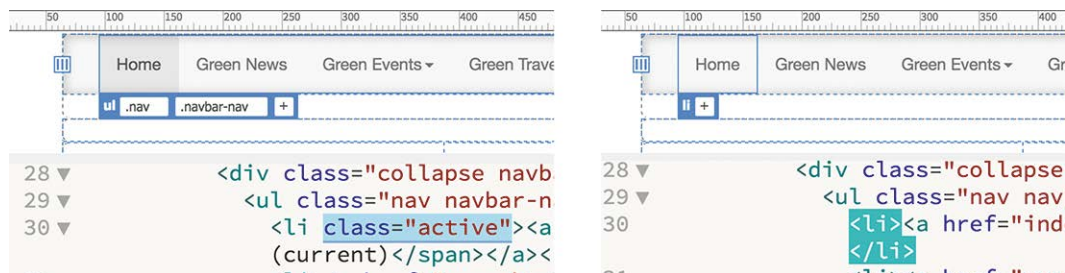 50 100 150 200 250 300 350 400 450
Home Green News Green Events Green Trave
ul .nav .navbar-nav +
28 <div class="collapse navba
29 <ul class="nav navbar-n
30 <li class="active"><a
(current)</span></a><
50 100 150 200 250 300 350 400
Home Green News Green Events Gr
li +
28 <div class="collapse
29 <ul class="nav nav
30 <li><a href="ind
</li>